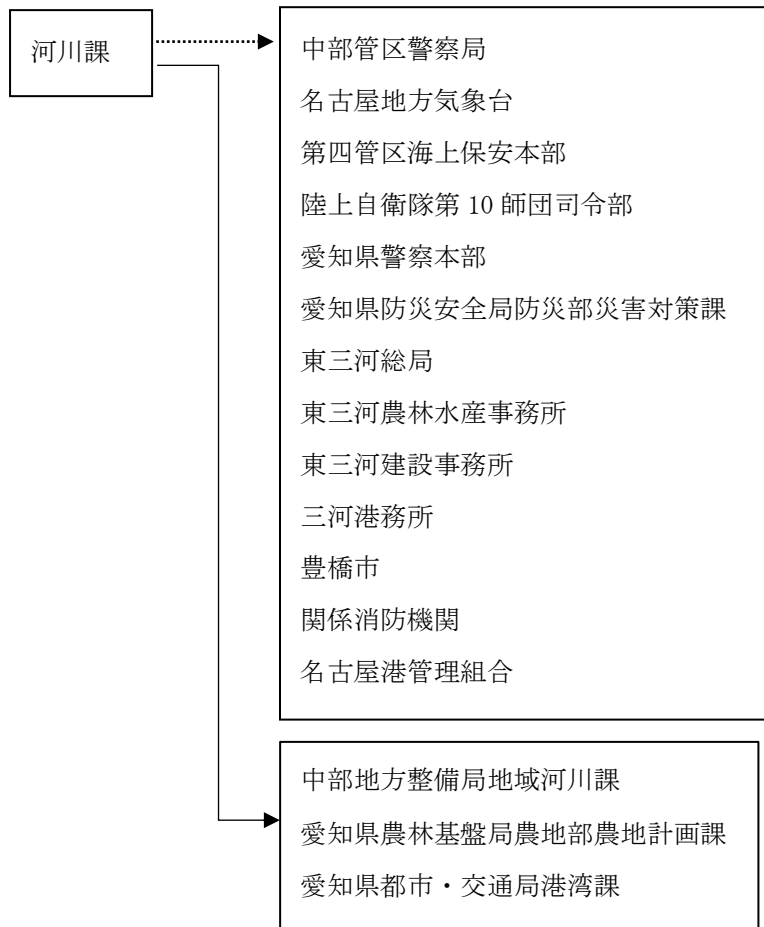 河川課
中部管区警察局
名古屋地方気象台
第四管区海上保安本部
陸上自衛隊第 10 師団司令部
愛知県警察本部
愛知県防災安全局防災部災害対策課
東三河総局
東三河農林水産事務所
東三河建設事務所
三河港務所
豊橋市
関係消防機関
名古屋港管理組合
中部地方整備局地域河川課
愛知県農林基盤局農地部農地計画課
愛知県都市・交通局港湾課